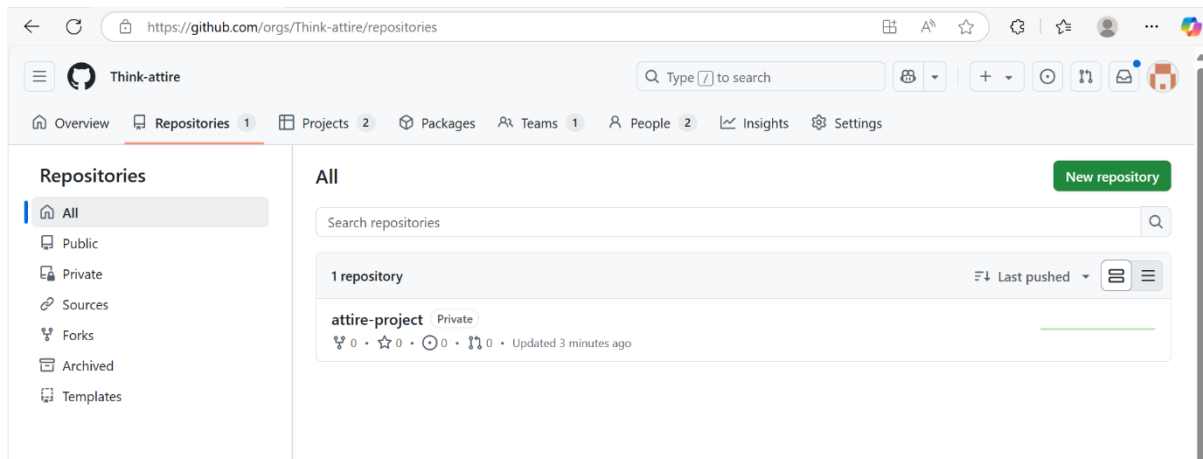 https://github.com/orgs/Think-attire/repositories
Think-attire
Type / to search
Overview Repositories 1 Projects 2 Packages Teams 1 People 2 Insights Settings
Repositories
All
Public
Private
Sources
Forks
Archived
Templates
All
New repository
Search repositories
1 repository
Last pushed
attire-project Private
0 • 0 • 0 • 0 • Updated 3 minutes ago